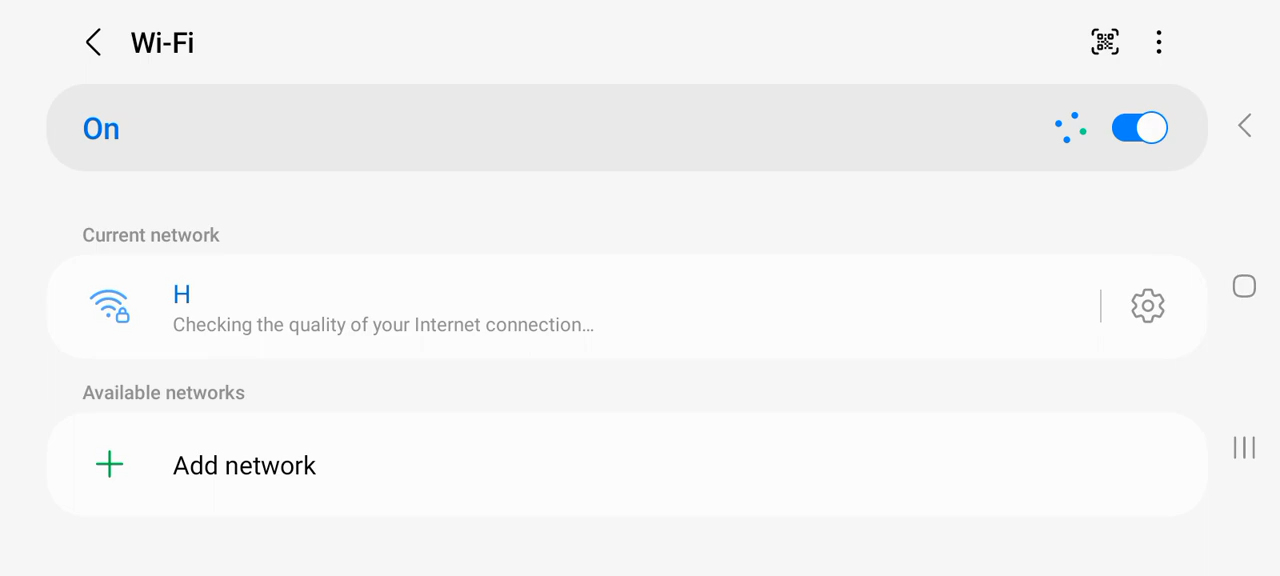 Wi-Fi
On
Current network
H
Checking the quality of your Internet connection...
Available networks
Add network